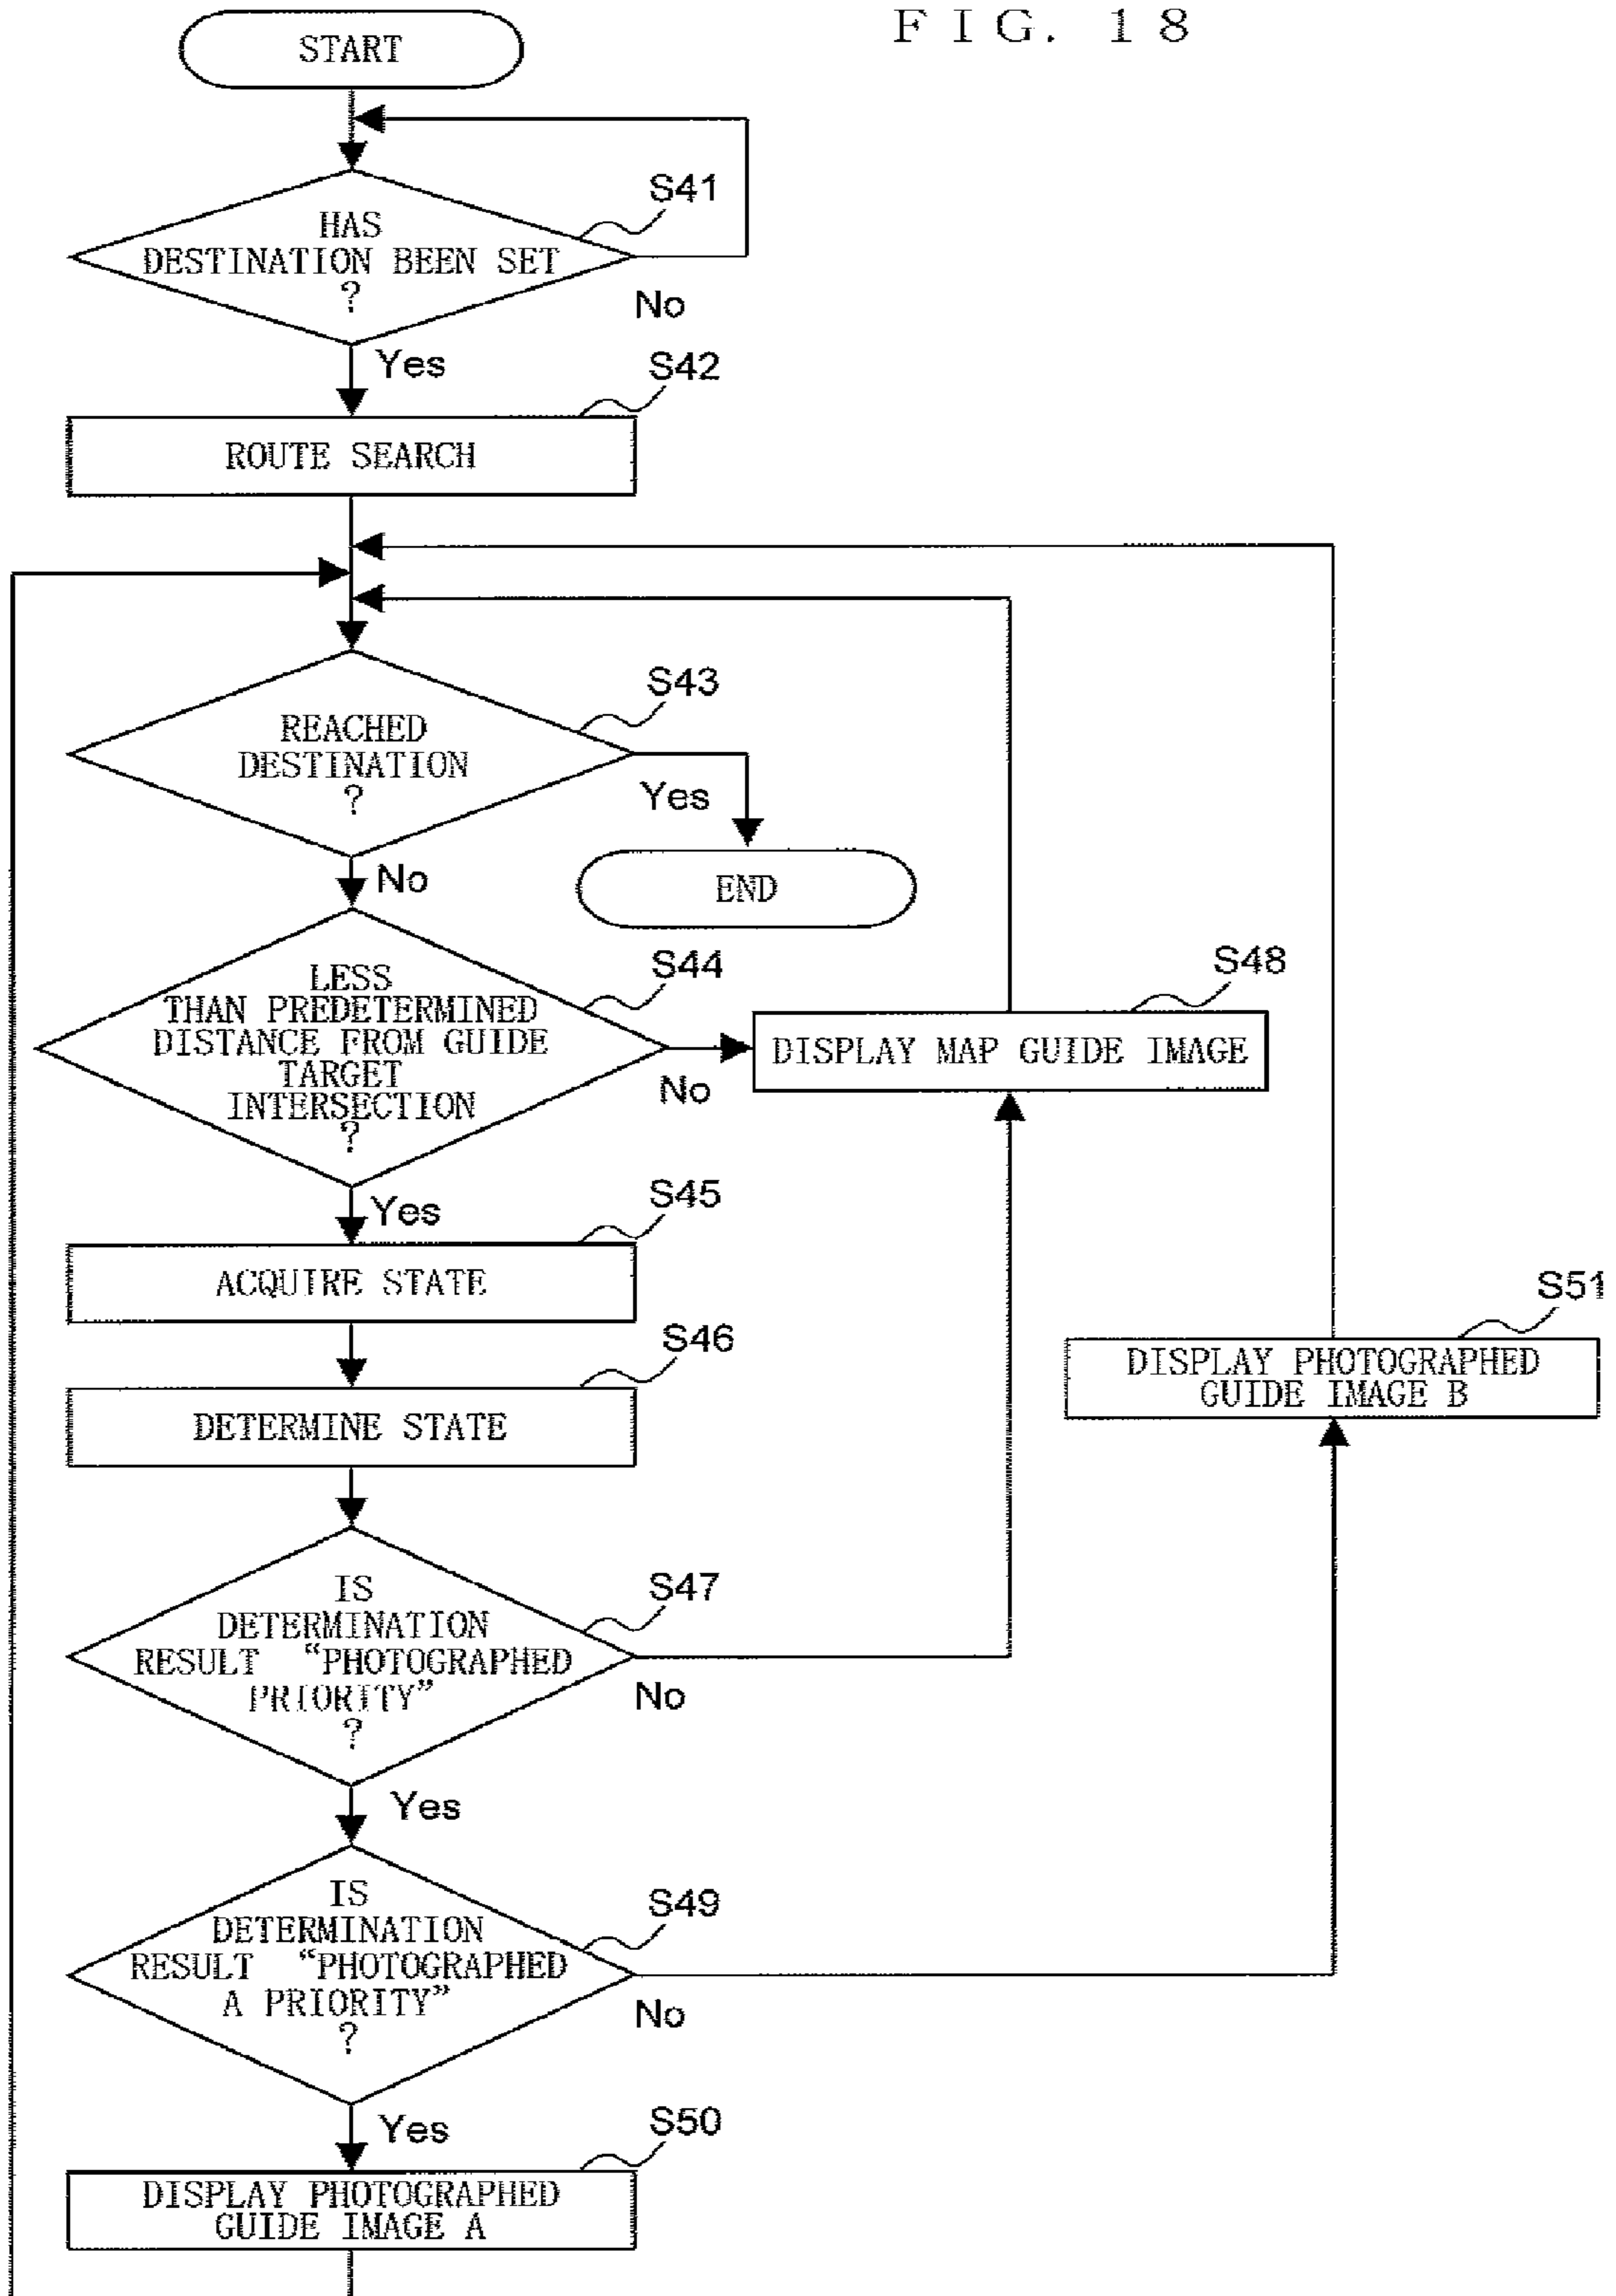 FIG. 18
START
S41
HAS
DESTINATION BEEN SET
?
No
Yes
S42
ROUTE SEARCH
S43
REACHED
DESTINATION
?
Yes
No
END
S44
LESS
THAN PREDETERMINED
DISTANCE FROM GUIDE
TARGET
INTERSECTION
?
No
S48
DISPLAY MAP GUIDE IMAGE
Yes
S45
ACQUIRE STATE
S46
DETERMINE STATE
S51
DISPLAY PHOTOGRAPHED
GUIDE IMAGE B
S47
IS
DETERMINATION
RESULT “PHOTOGRAPHED
PRIORITY”
?
No
Yes
S49
IS
DETERMINATION
RESULT “PHOTOGRAPHED
A PRIORITY”
?
No
Yes
S50
DISPLAY PHOTOGRAPHED
GUIDE IMAGE A